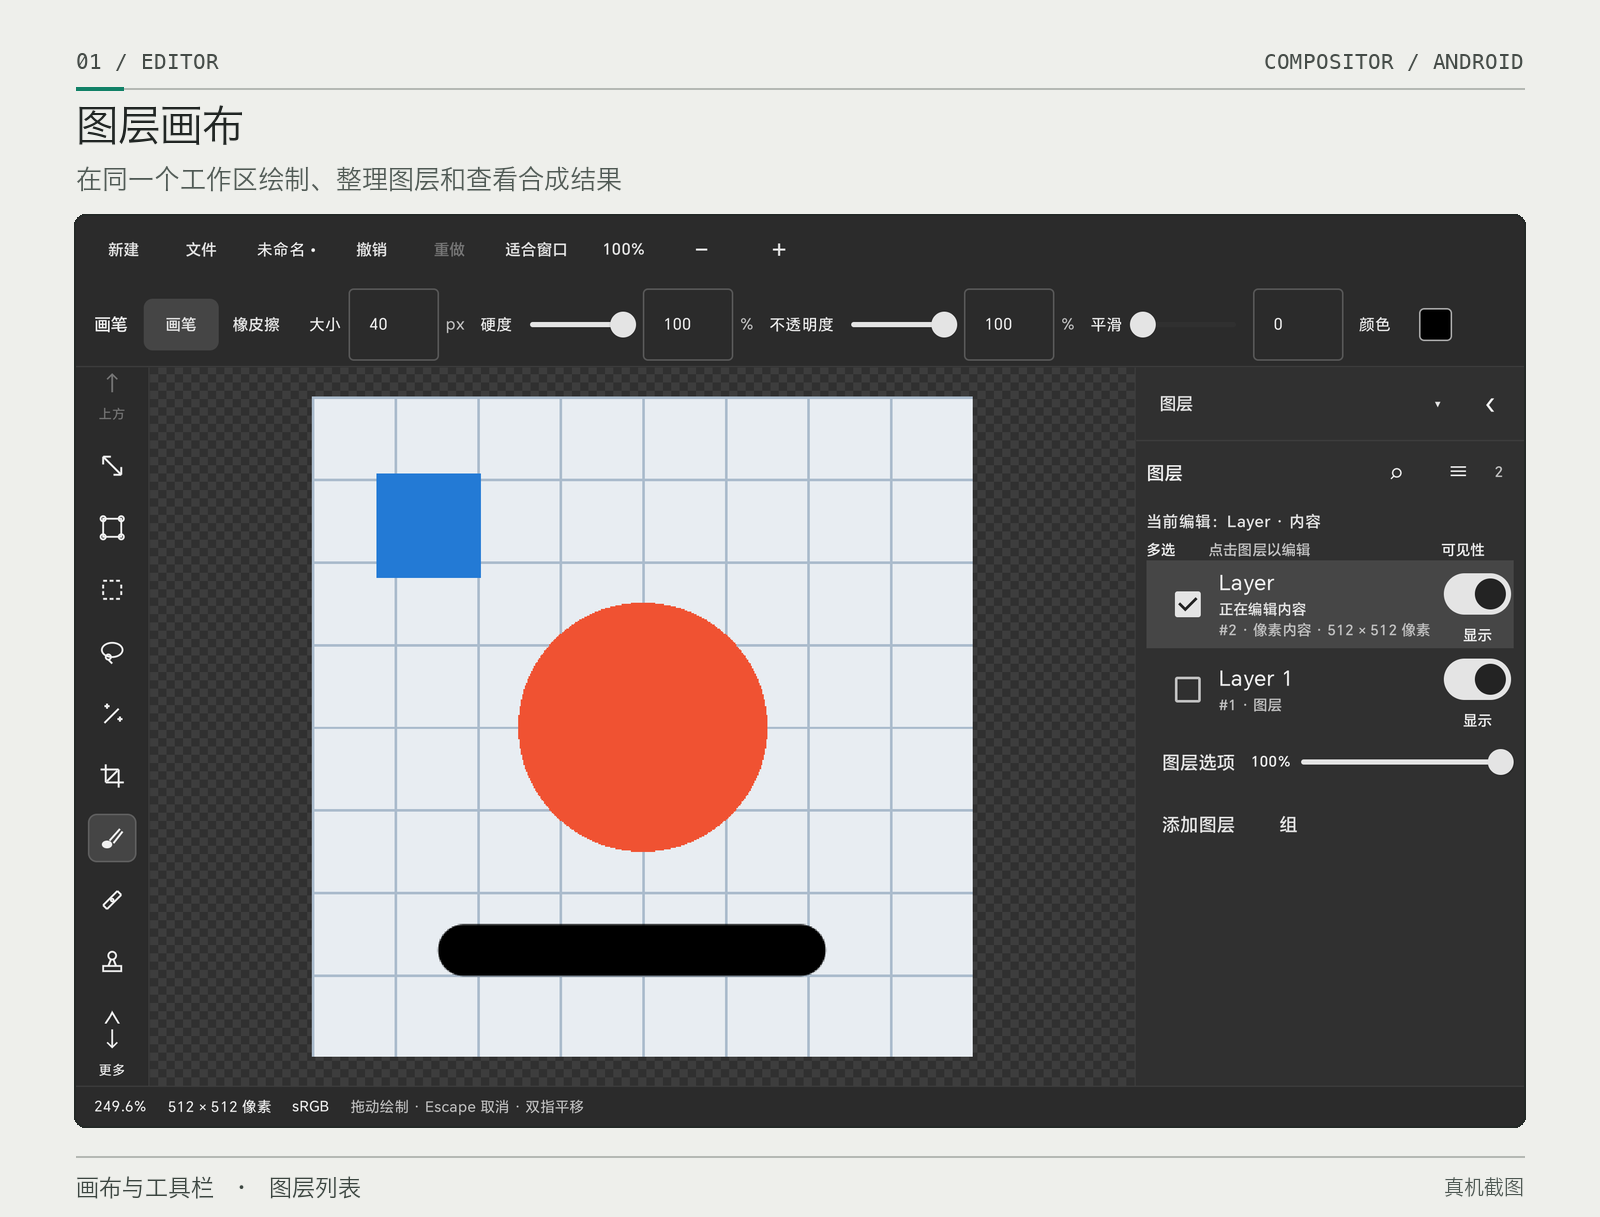 01 / EDITOR
COMPOSITOR / ANDROID
图层画布
在同一个工作区绘制、整理图层和查看合成结果
新建 文件 未命名 • 撤销 重做 适合窗口 100% − +
画笔 画笔 橡皮擦 大小 40 px 硬度 100 % 不透明度 100 % 平滑 0 颜色
上方
更多
图层
图层 2
当前编辑：Layer · 内容
多选 点击图层以编辑 可见性
Layer
正在编辑内容
#2 · 像素内容 · 512 × 512 像素
显示
Layer 1
#1 · 图层
显示
图层选项 100%
添加图层 组
249.6% 512 × 512 像素 sRGB 拖动绘制 · Escape 取消 · 双指平移
画布与工具栏 · 图层列表
真机截图